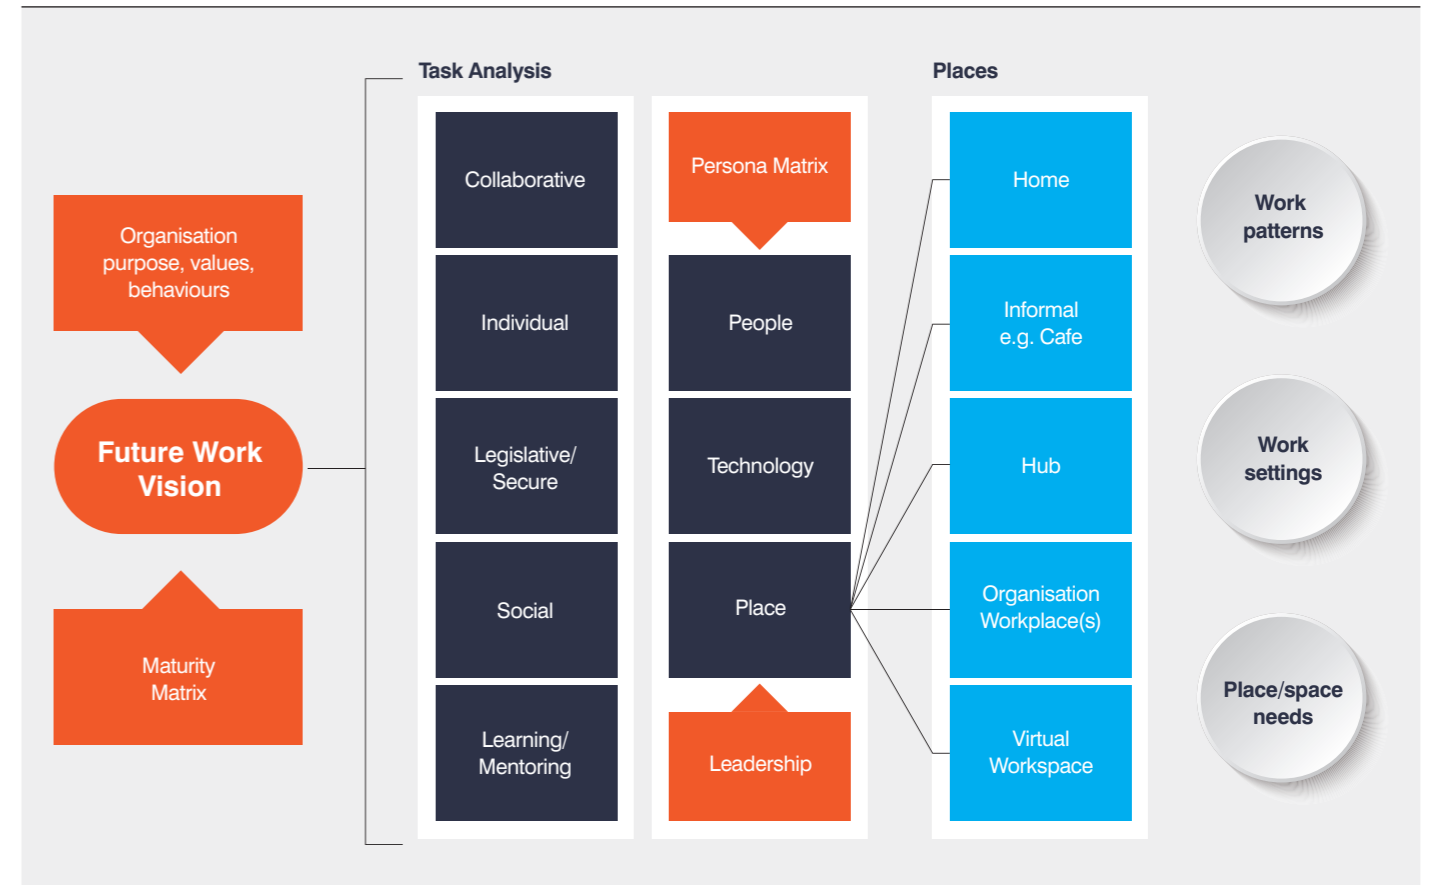 Task Analysis
Places
Organisation
purpose, values,
behaviours
Future Work
Vision
Maturity
Matrix
Collaborative
Individual
Legislative/
Secure
Social
Learning/
Mentoring
Persona Matrix
People
Technology
Place
Leadership
Home
Informal
e.g. Cafe
Hub
Organisation
Workplace(s)
Virtual
Workspace
Work
patterns
Work
settings
Place/space
needs